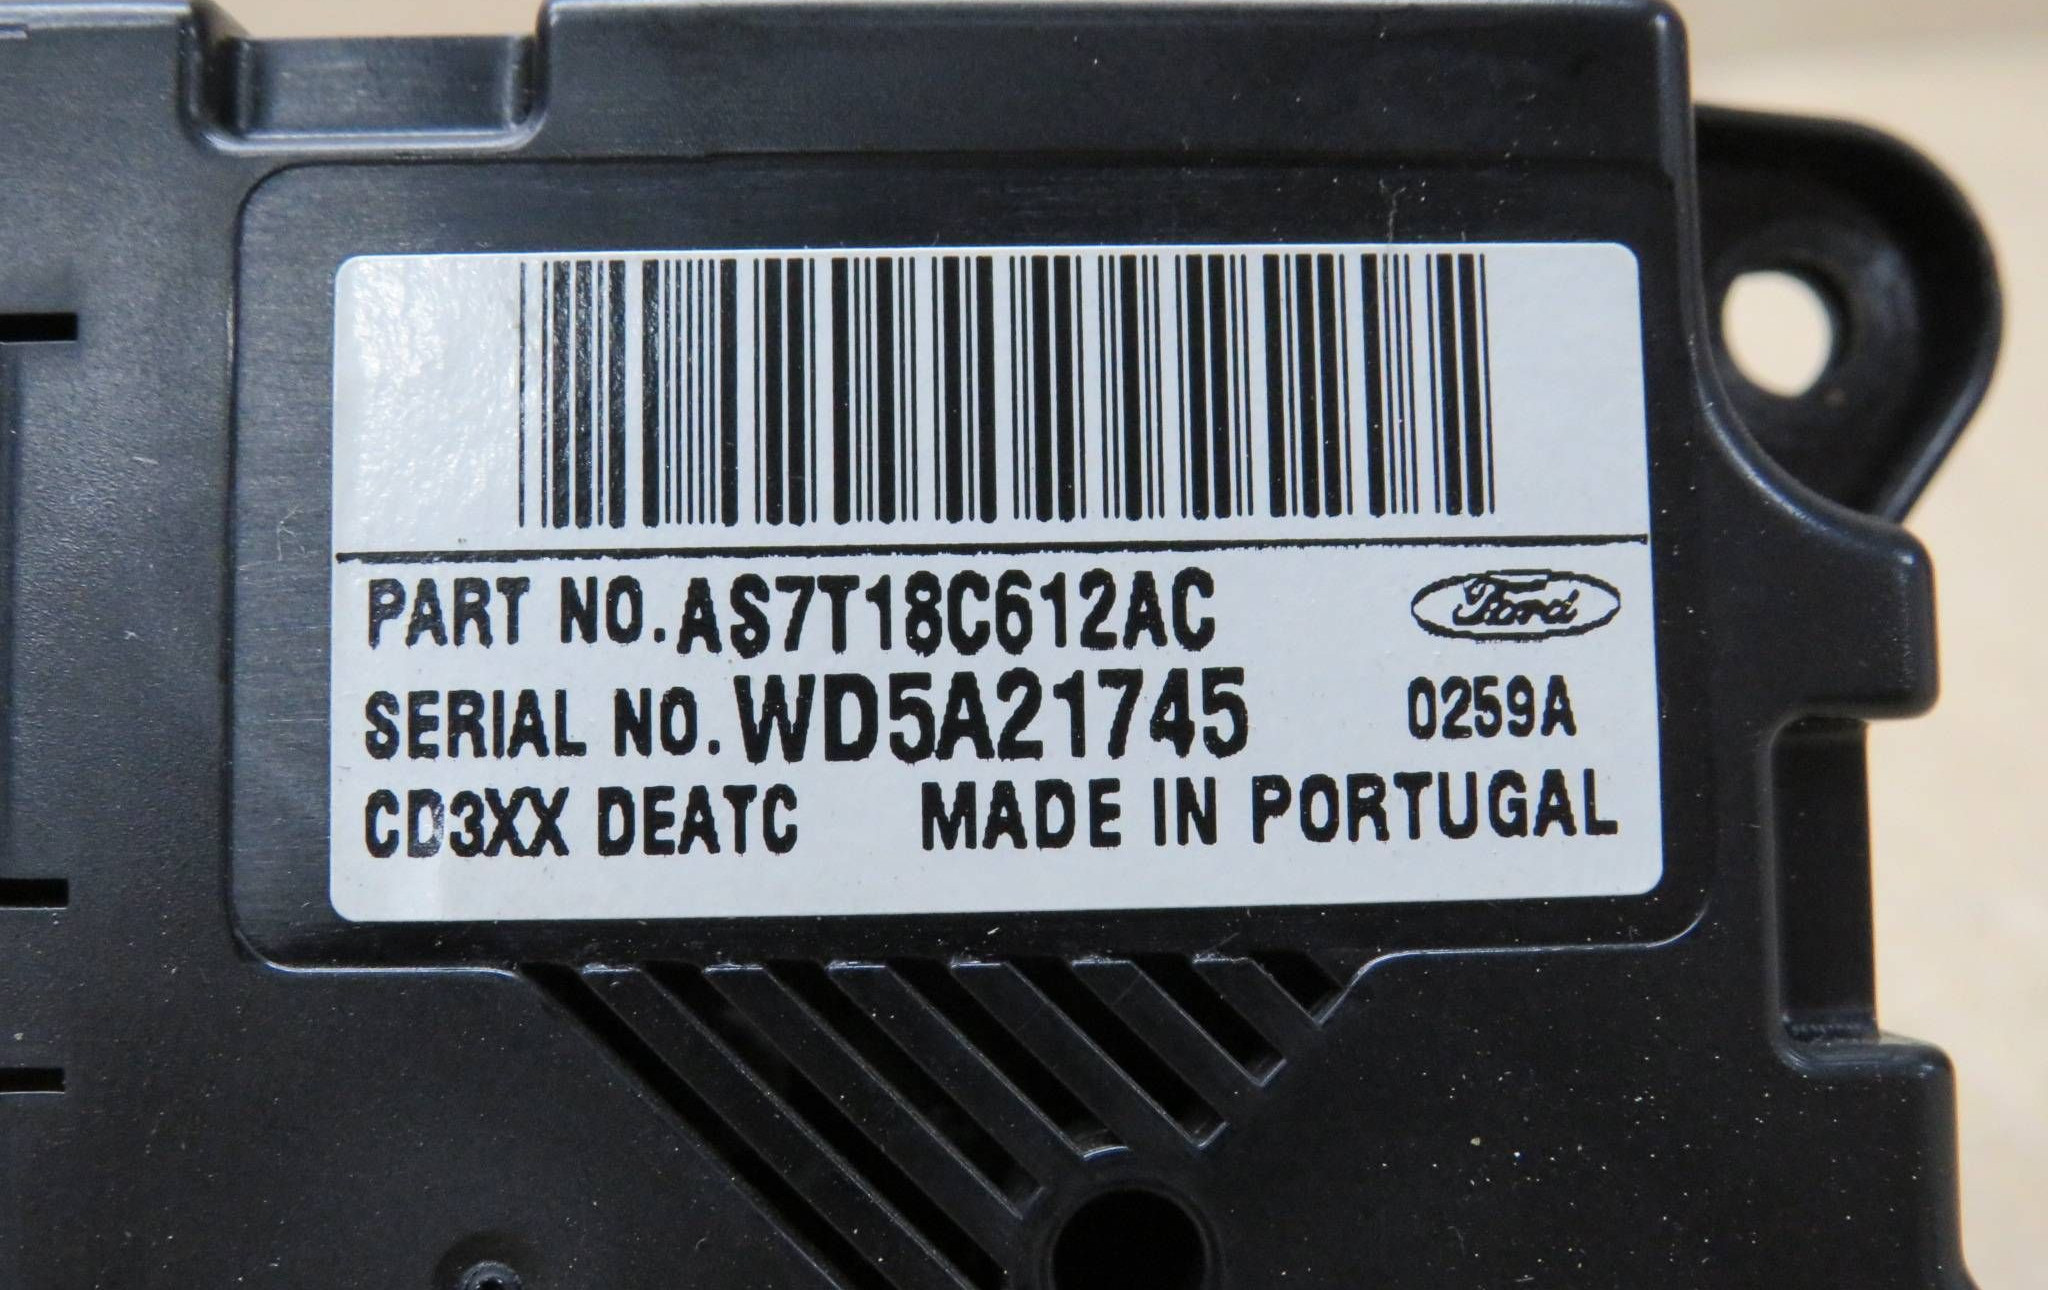 PART NO.AS7T18C612AC Ford
SERIAL NO.WD5A21745 0259A
CD3XX DEATC MADE IN PORTUGAL